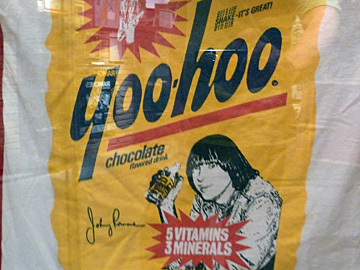 SHAKE-IT'S GREAT!
yoo-hoo®
chocolate
flavored drink
Johnny Ramone
5 VITAMINS
3 MINERALS